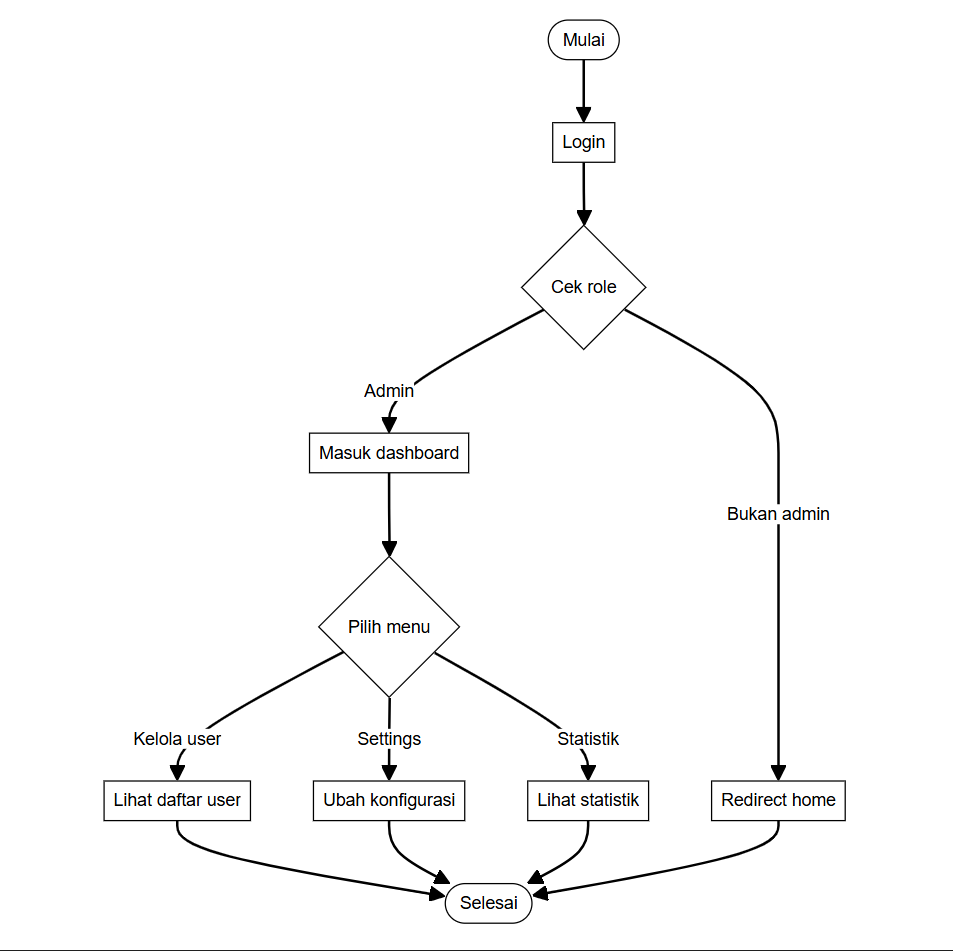 Mulai
Login
Cek role
Admin
Masuk dashboard
Bukan admin
Pilih menu
Kelola user
Settings
Statistik
Lihat daftar user
Ubah konfigurasi
Lihat statistik
Redirect home
Selesai